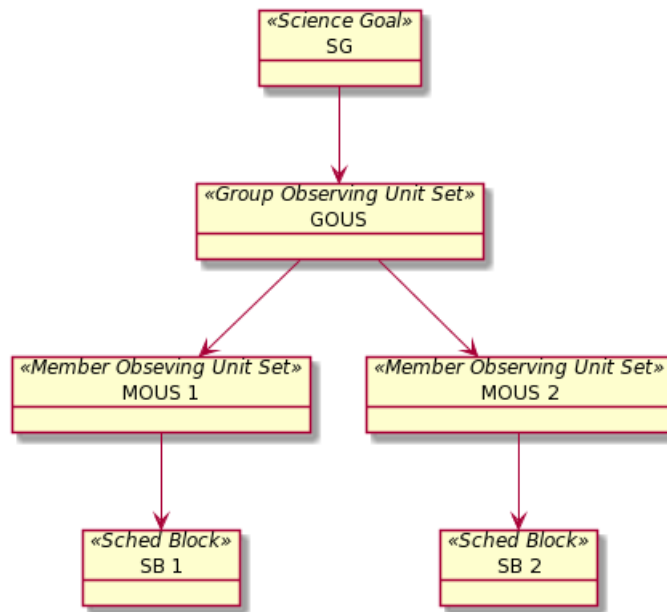 «Science Goal»
SG
«Group Observing Unit Set»
GOUS
«Member Obseving Unit Set»
MOUS 1
«Member Observing Unit Set»
MOUS 2
«Sched Block»
SB 1
«Sched Block»
SB 2